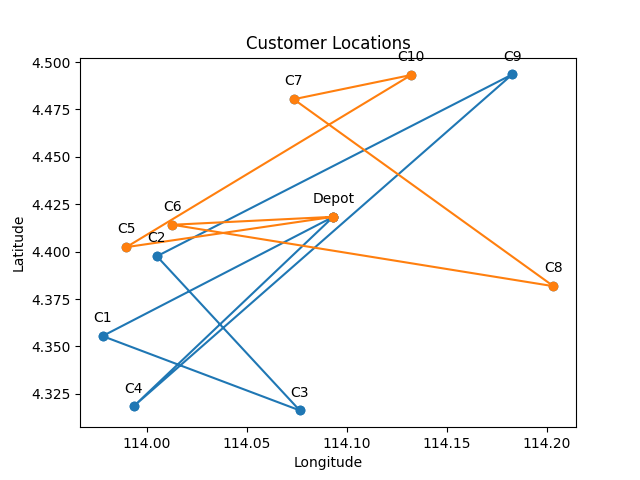 Customer Locations
C10
C9
C7
Depot
C6
C5
C2
C8
C1
C4
C3
4.500
4.475
4.450
4.425
4.400
4.375
4.350
4.325
Latitude
114.00 114.05 114.10 114.15 114.20
Longitude